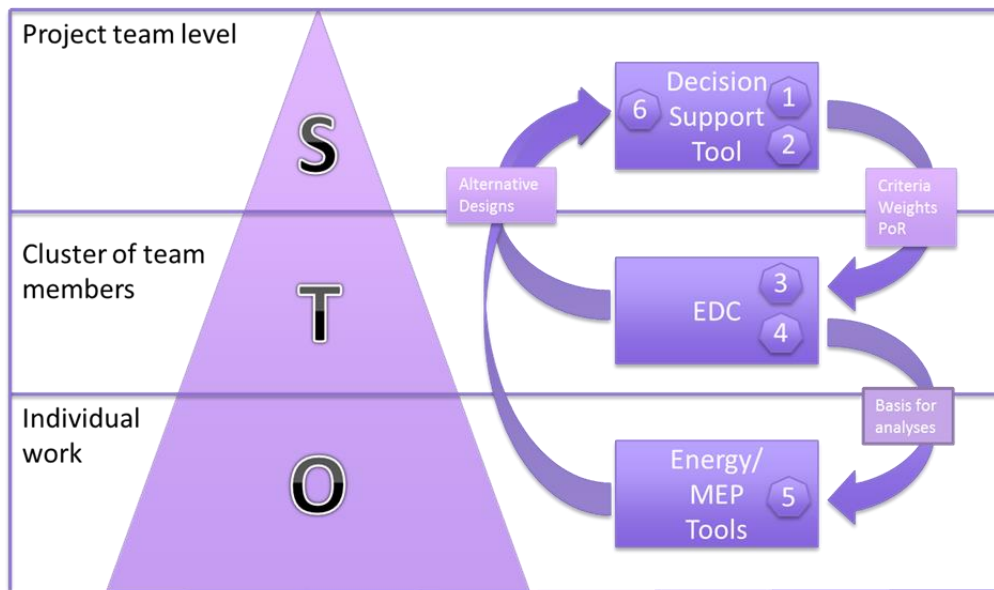 Project team level
S
6
Decision
Support
Tool
1
2
Alternative
Designs
Criteria
Weights
PoR
Cluster of team
members
T
EDC
3
4
Basis for
analyses
Individual
work
O
Energy/
MEP
Tools
5